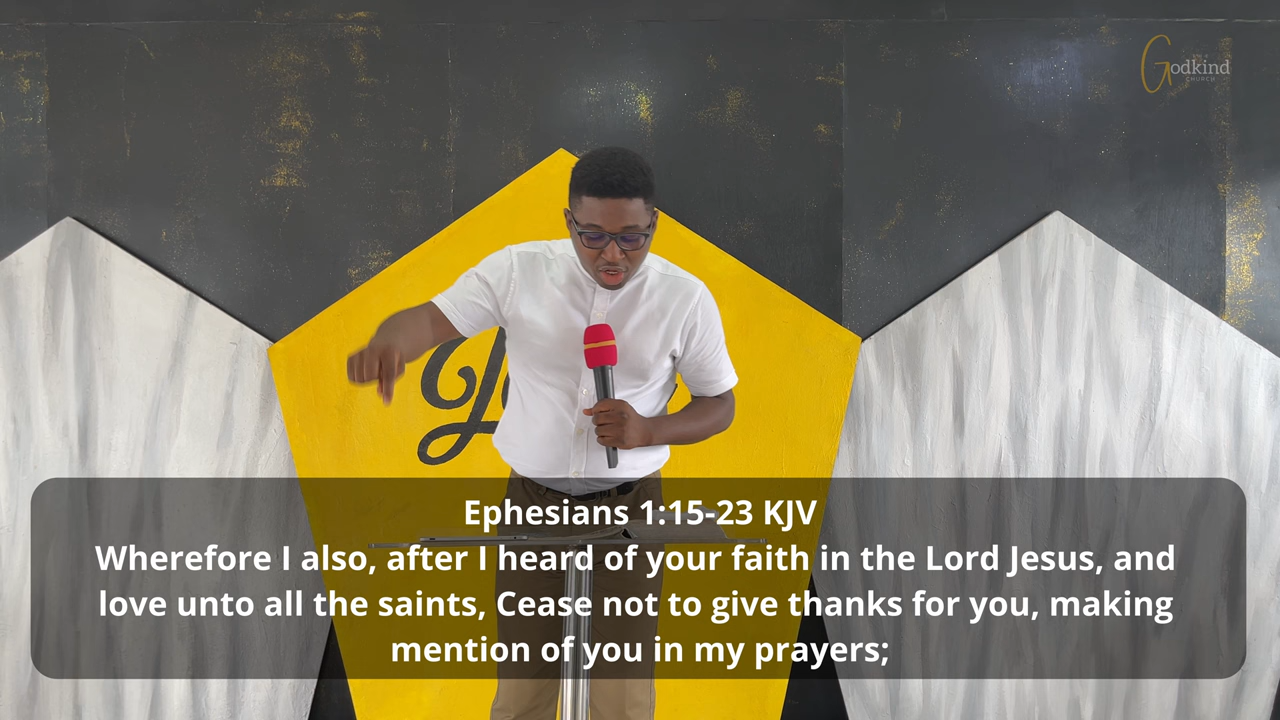 Godkind
CHURCH
Ephesians 1:15-23 KJV
Wherefore I also, after I heard of your faith in the Lord Jesus, and
love unto all the saints, Cease not to give thanks for you, making
mention of you in my prayers;